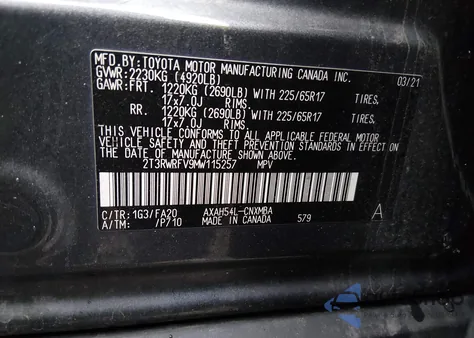 MFD. BY: TOYOTA MOTOR MANUFACTURING CANADA INC. 03/21
GVWR: 2230KG (4920LB)
GAWR: FRT. 1220KG (2690LB) WITH 225/65R17 TIRES,
17x7.0J RIMS.
RR. 1220KG (2690LB) WITH 225/65R17 TIRES,
17x7.0J RIMS.
THIS VEHICLE CONFORMS TO ALL APPLICABLE FEDERAL MOTOR
VEHICLE SAFETY AND THEFT PREVENTION STANDARDS IN EFFECT
ON THE DATE OF MANUFACTURE SHOWN ABOVE.
2T3RWRFV9MW115257 MPV
C/TR: 1G3/FA20 AXAH54L-CNXMBA A
A/TM: /P710 MADE IN CANADA 579